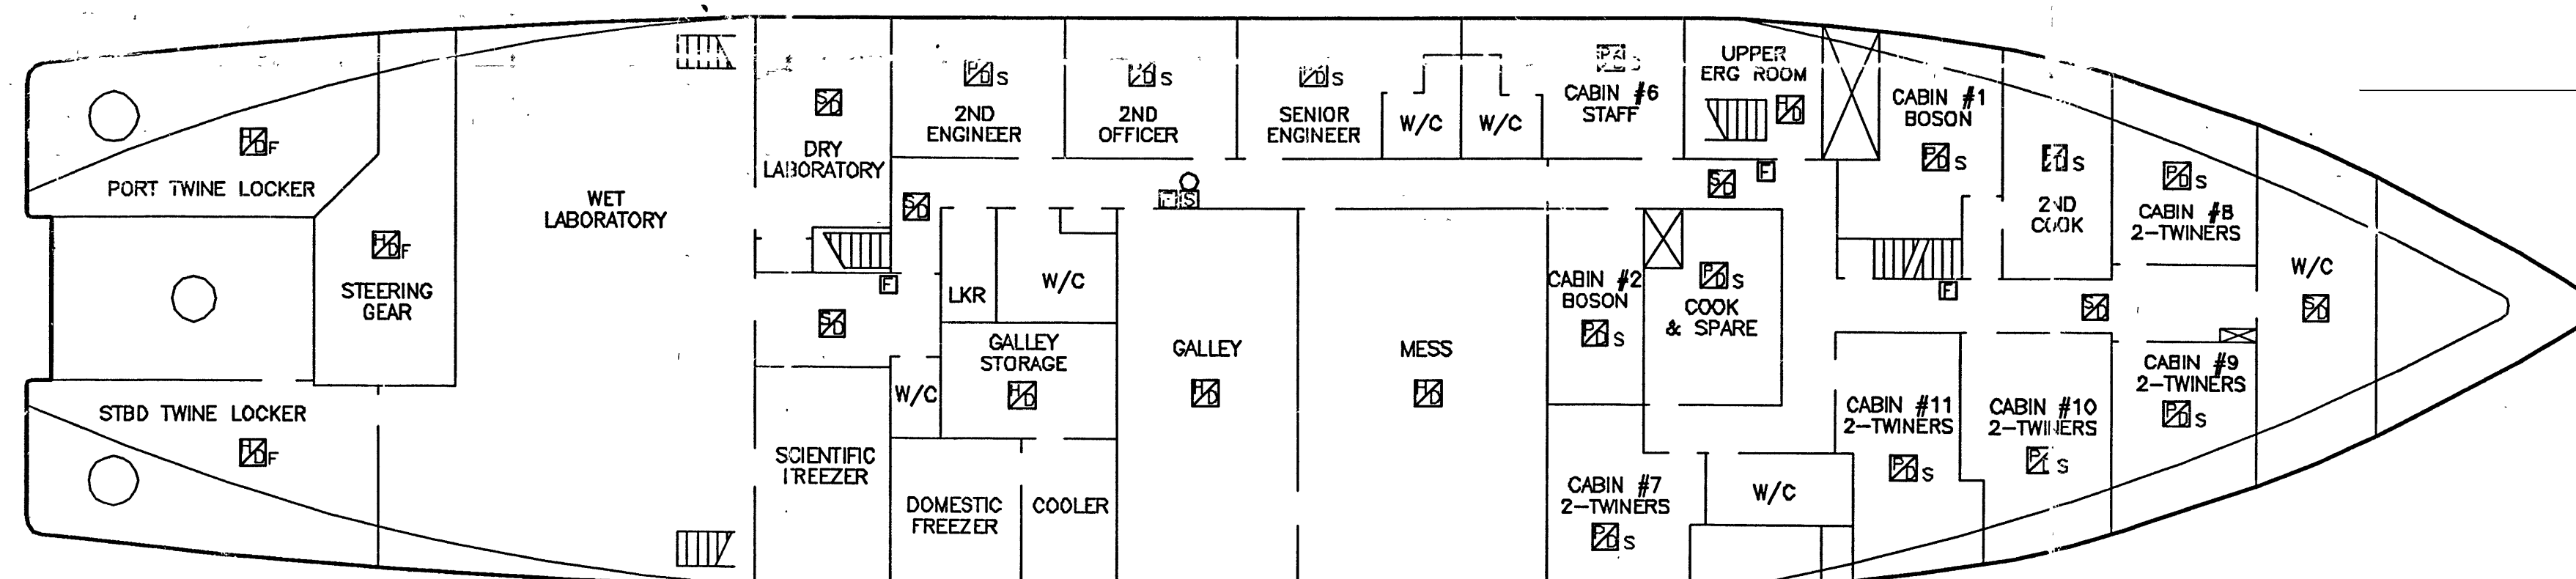 H/D F
PORT TWINE LOCKER
H/D F
STEERING
GEAR
STBD TWINE LOCKER
H/D F
WET
LABORATORY
S/D
DRY
LABORATORY
S/D
F
S/D
SCIENTIFIC
FREEZER
P/D S
2ND
ENGINEER
P/D S
2ND
OFFICER
P/D S
SENIOR
ENGINEER
W/C
W/C
S
LKR
W/C
GALLEY
STORAGE
H/D
W/C
DOMESTIC
FREEZER
COOLER
GALLEY
H/D
MESS
H/D
CABIN #6
STAFF
UPPER
ERG ROOM
H/D
S/D
F
CABIN #2
BOSON
P/D S
P/D S
COOK
& SPARE
CABIN #7
2-TWINERS
P/D S
W/C
CABIN #1
BOSON
P/D S
S
2ND
COOK
P/D S
CABIN #8
2-TWINERS
F
S/D
W/C
S/D
CABIN #9
2-TWINERS
P/D S
CABIN #11
2-TWINERS
P/D S
CABIN #10
2-TWINERS
S